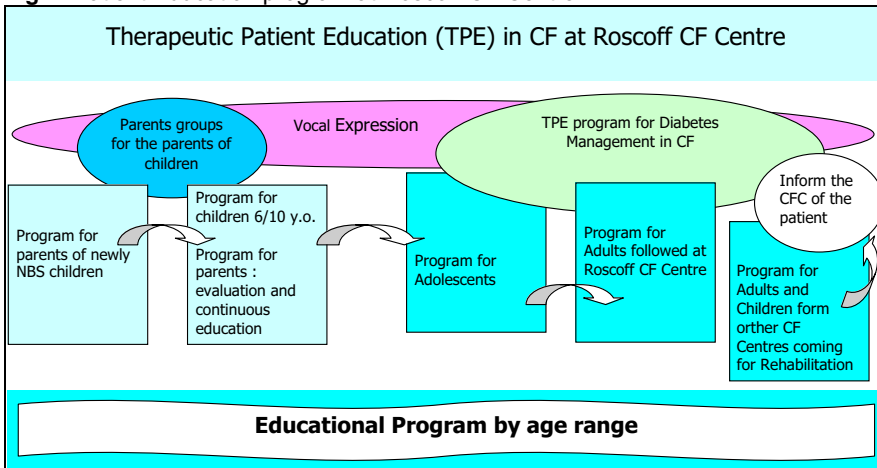 Therapeutic Patient Education (TPE) in CF at Roscoff CF Centre
Parents groups
for the parents of
children
Vocal Expression
TPE program for Diabetes
Management in CF
Inform the
CFC of the
patient
Program for
parents of newly
NBS children
Program for
children 6/10 y.o.
Program for
parents :
evaluation and
continuous
education
Program for
Adolescents
Program for
Adults followed at
Roscoff CF Centre
Program for
Adults and
Children form
orther CF
Centres coming
for Rehabilitation
Educational Program by age range